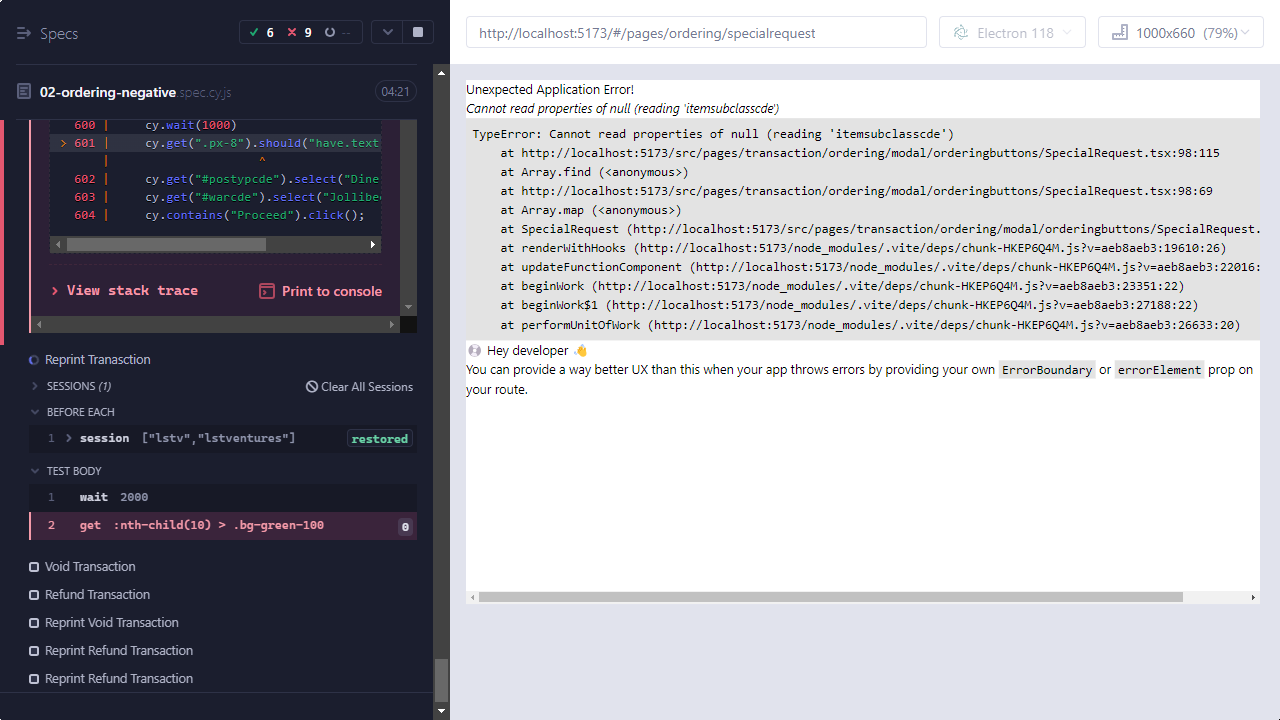 Specs
6 9 --
02-ordering-negative.spec.cy.js 04:21
600 | cy.wait(1000)
> 601 | cy.get(".px-8").should("have.text
| ^
602 | cy.get("#postypcde").select("Dine
603 | cy.get("#warcde").select("Jollibe
604 | cy.contains("Proceed").click();
> View stack trace Print to console
Reprint Tranasction
SESSIONS (1) Clear All Sessions
BEFORE EACH
1 > session ["lstv","lstventures"] restored
TEST BODY
1 wait 2000
2 get :nth-child(10) > .bg-green-100 0
Void Transaction
Refund Transaction
Reprint Void Transaction
Reprint Refund Transaction
Reprint Refund Transaction
http://localhost:5173/#/pages/ordering/specialrequest Electron 118 1000x660 (79%)
Unexpected Application Error!
Cannot read properties of null (reading 'itemsubclasscde')
TypeError: Cannot read properties of null (reading 'itemsubclasscde')
at http://localhost:5173/src/pages/transaction/ordering/modal/orderingbuttons/SpecialRequest.tsx:98:115
at Array.find (<anonymous>)
at http://localhost:5173/src/pages/transaction/ordering/modal/orderingbuttons/SpecialRequest.tsx:98:69
at Array.map (<anonymous>)
at SpecialRequest (http://localhost:5173/src/pages/transaction/ordering/modal/orderingbuttons/SpecialRequest.
at renderWithHooks (http://localhost:5173/node_modules/.vite/deps/chunk-HKEP6Q4M.js?v=aeb8aeb3:19610:26)
at updateFunctionComponent (http://localhost:5173/node_modules/.vite/deps/chunk-HKEP6Q4M.js?v=aeb8aeb3:22016:
at beginWork (http://localhost:5173/node_modules/.vite/deps/chunk-HKEP6Q4M.js?v=aeb8aeb3:23351:22)
at beginWork$1 (http://localhost:5173/node_modules/.vite/deps/chunk-HKEP6Q4M.js?v=aeb8aeb3:27188:22)
at performUnitOfWork (http://localhost:5173/node_modules/.vite/deps/chunk-HKEP6Q4M.js?v=aeb8aeb3:26633:20)
Hey developer 👋
You can provide a way better UX than this when your app throws errors by providing your own ErrorBoundary or errorElement prop on
your route.